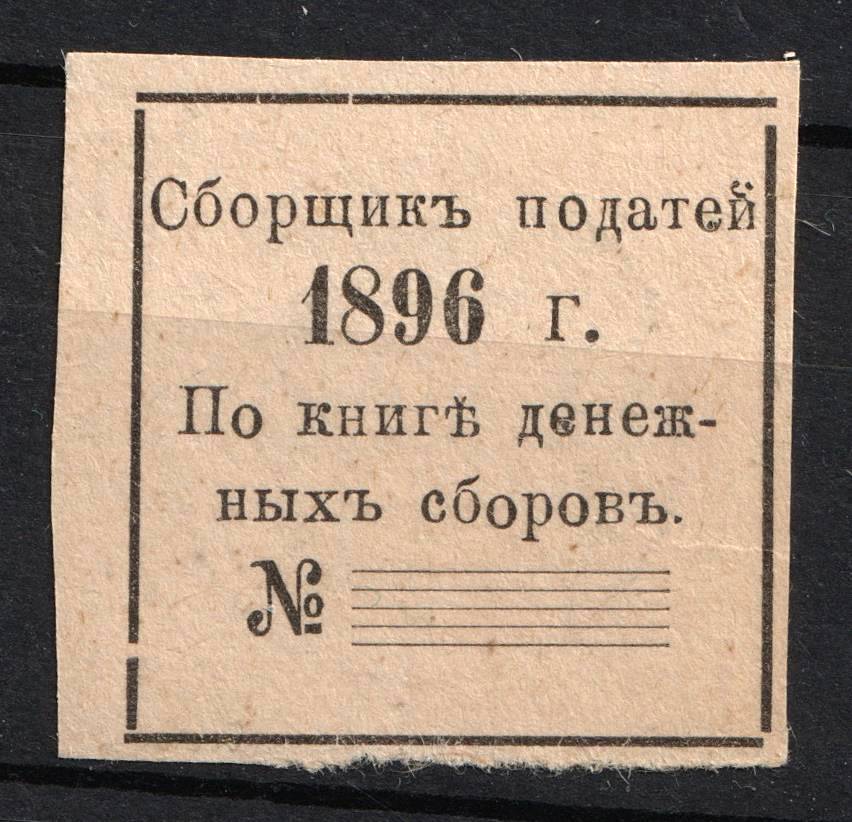 Сборщикъ податей
1896 г.
По книгѣ денеж-
ныхъ сборовъ.
№